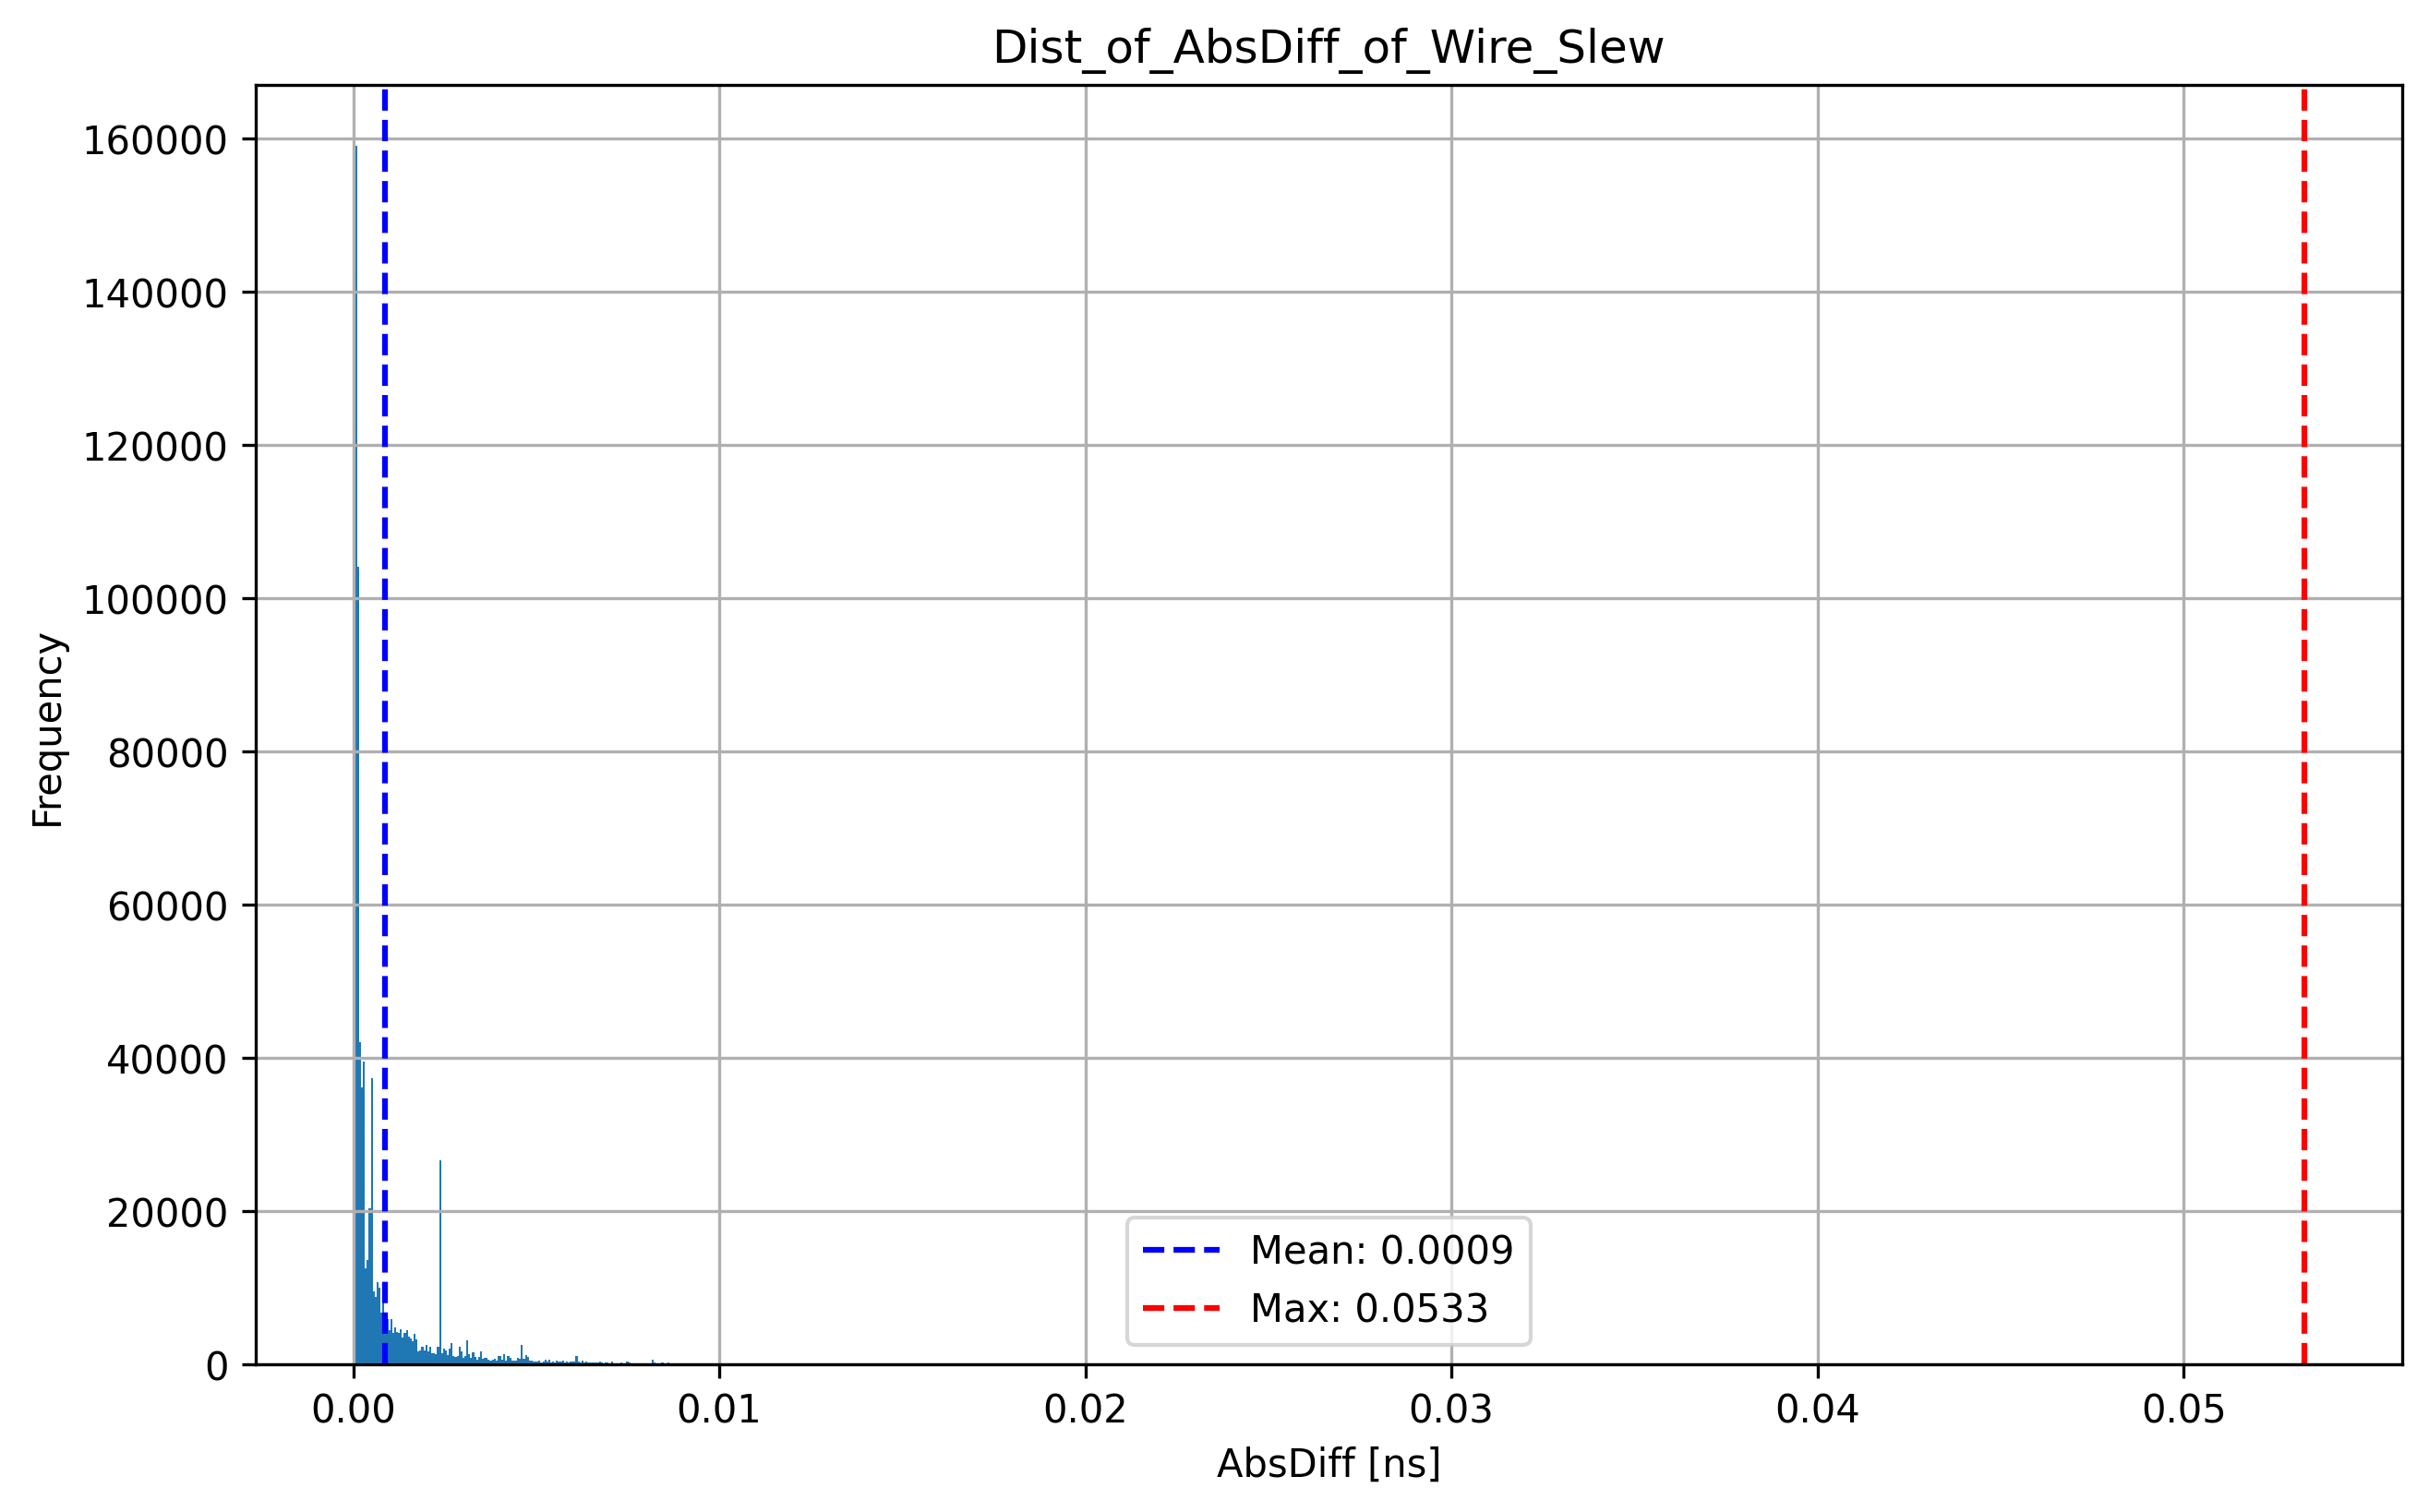 Dist_of_AbsDiff_of_Wire_Slew
160000
140000
120000
100000
80000
60000
40000
20000
0
Frequency
Mean: 0.0009
Max: 0.0533
0.00 0.01 0.02 0.03 0.04 0.05
AbsDiff [ns]